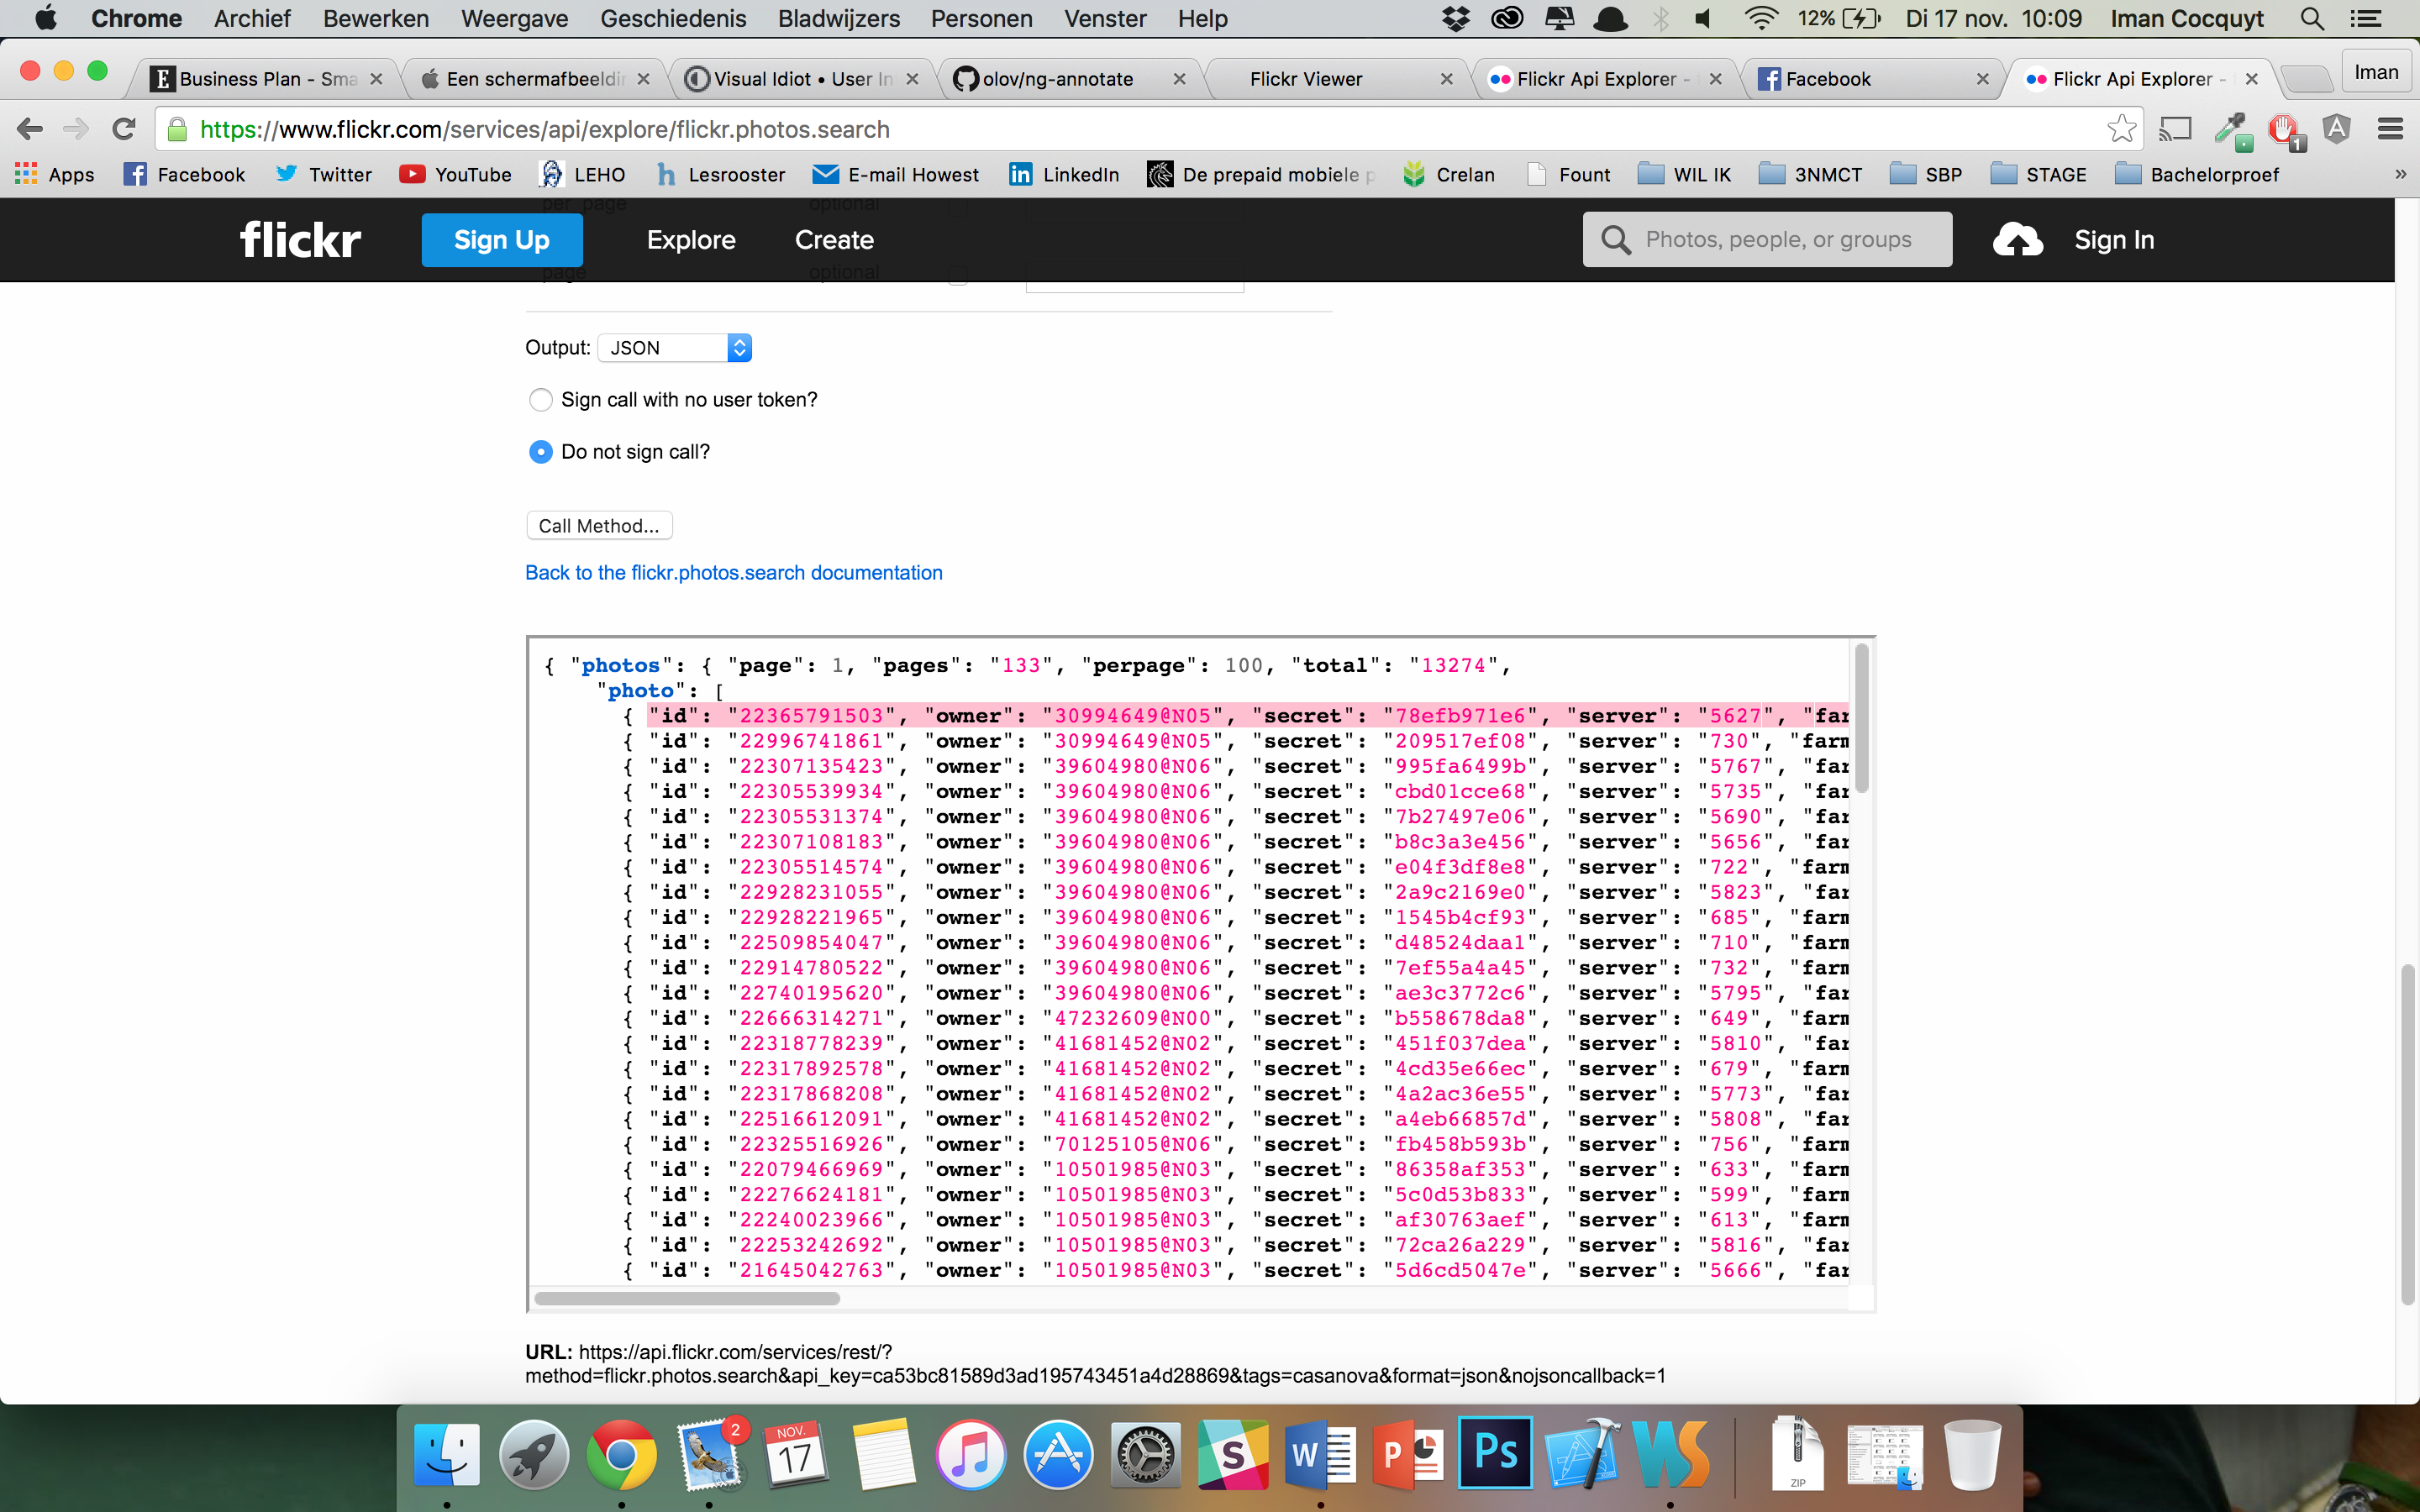 Chrome Archief Bewerken Weergave Geschiedenis Bladwijzers Personen Venster Help 12% Di 17 nov. 10:09 Iman Cocquyt
Business Plan - Sma Een schermafbeeldin Visual Idiot • User In olov/ng-annotate Flickr Viewer Flickr Api Explorer - Facebook Flickr Api Explorer - Iman
https://www.flickr.com/services/api/explore/flickr.photos.search
Apps Facebook Twitter YouTube LEHO Lesrooster E-mail Howest LinkedIn De prepaid mobiele p Crelan Fount WIL IK 3NMCT SBP STAGE Bachelorproef »
per_page optional
flickr Sign Up Explore Create Photos, people, or groups Sign In
page optional
Output: JSON
Sign call with no user token?
Do not sign call?
Call Method...
Back to the flickr.photos.search documentation
{ "photos": { "page": 1, "pages": "133", "perpage": 100, "total": "13274",
"photo": [
{ "id": "22365791503", "owner": "30994649@N05", "secret": "78efb971e6", "server": "5627", "far
{ "id": "22996741861", "owner": "30994649@N05", "secret": "209517ef08", "server": "730", "farm
{ "id": "22307135423", "owner": "39604980@N06", "secret": "995fa6499b", "server": "5767", "far
{ "id": "22305539934", "owner": "39604980@N06", "secret": "cbd01cce68", "server": "5735", "far
{ "id": "22305531374", "owner": "39604980@N06", "secret": "7b27497e06", "server": "5690", "far
{ "id": "22307108183", "owner": "39604980@N06", "secret": "b8c3a3e456", "server": "5656", "far
{ "id": "22305514574", "owner": "39604980@N06", "secret": "e04f3df8e8", "server": "722", "farm
{ "id": "22928231055", "owner": "39604980@N06", "secret": "2a9c2169e0", "server": "5823", "far
{ "id": "22928221965", "owner": "39604980@N06", "secret": "1545b4cf93", "server": "685", "farm
{ "id": "22509854047", "owner": "39604980@N06", "secret": "d48524daa1", "server": "710", "farm
{ "id": "22914780522", "owner": "39604980@N06", "secret": "7ef55a4a45", "server": "732", "farm
{ "id": "22740195620", "owner": "39604980@N06", "secret": "ae3c3772c6", "server": "5795", "far
{ "id": "22666314271", "owner": "47232609@N00", "secret": "b558678da8", "server": "649", "farm
{ "id": "22318778239", "owner": "41681452@N02", "secret": "451f037dea", "server": "5810", "far
{ "id": "22317892578", "owner": "41681452@N02", "secret": "4cd35e66ec", "server": "679", "farm
{ "id": "22317868208", "owner": "41681452@N02", "secret": "4a2ac36e55", "server": "5773", "far
{ "id": "22516612091", "owner": "41681452@N02", "secret": "a4eb66857d", "server": "5808", "far
{ "id": "22325516926", "owner": "70125105@N06", "secret": "fb458b593b", "server": "756", "farm
{ "id": "22079466969", "owner": "10501985@N03", "secret": "86358af353", "server": "633", "farm
{ "id": "22276624181", "owner": "10501985@N03", "secret": "5c0d53b833", "server": "599", "farm
{ "id": "22240023966", "owner": "10501985@N03", "secret": "af30763aef", "server": "613", "farm
{ "id": "22253242692", "owner": "10501985@N03", "secret": "72ca26a229", "server": "5816", "far
{ "id": "21645042763", "owner": "10501985@N03", "secret": "5d6cd5047e", "server": "5666", "far
URL: https://api.flickr.com/services/rest/?
method=flickr.photos.search&api_key=ca53bc81589d3ad195743451a4d28869&tags=casanova&format=json&nojsoncallback=1
2 NOV. 17 S W P Ps WS ZIP